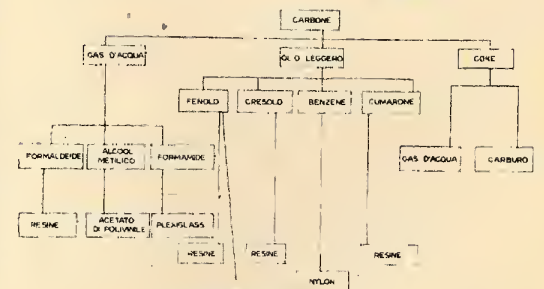 CARBONE
GAS D'ACQUA
OLIO LEGGERO
COKE
FENOLO
CRESOLO
BENZENE
CUMARONE
FORMALDEIDE
ALCOOL
METILICO
FORMAMIDE
GAS D'ACQUA
CARBURO
RESINE
ACETATO
DI POLIVINILE
PLEXIGLASS
RESINE
RESINE
RESINE
NYLON